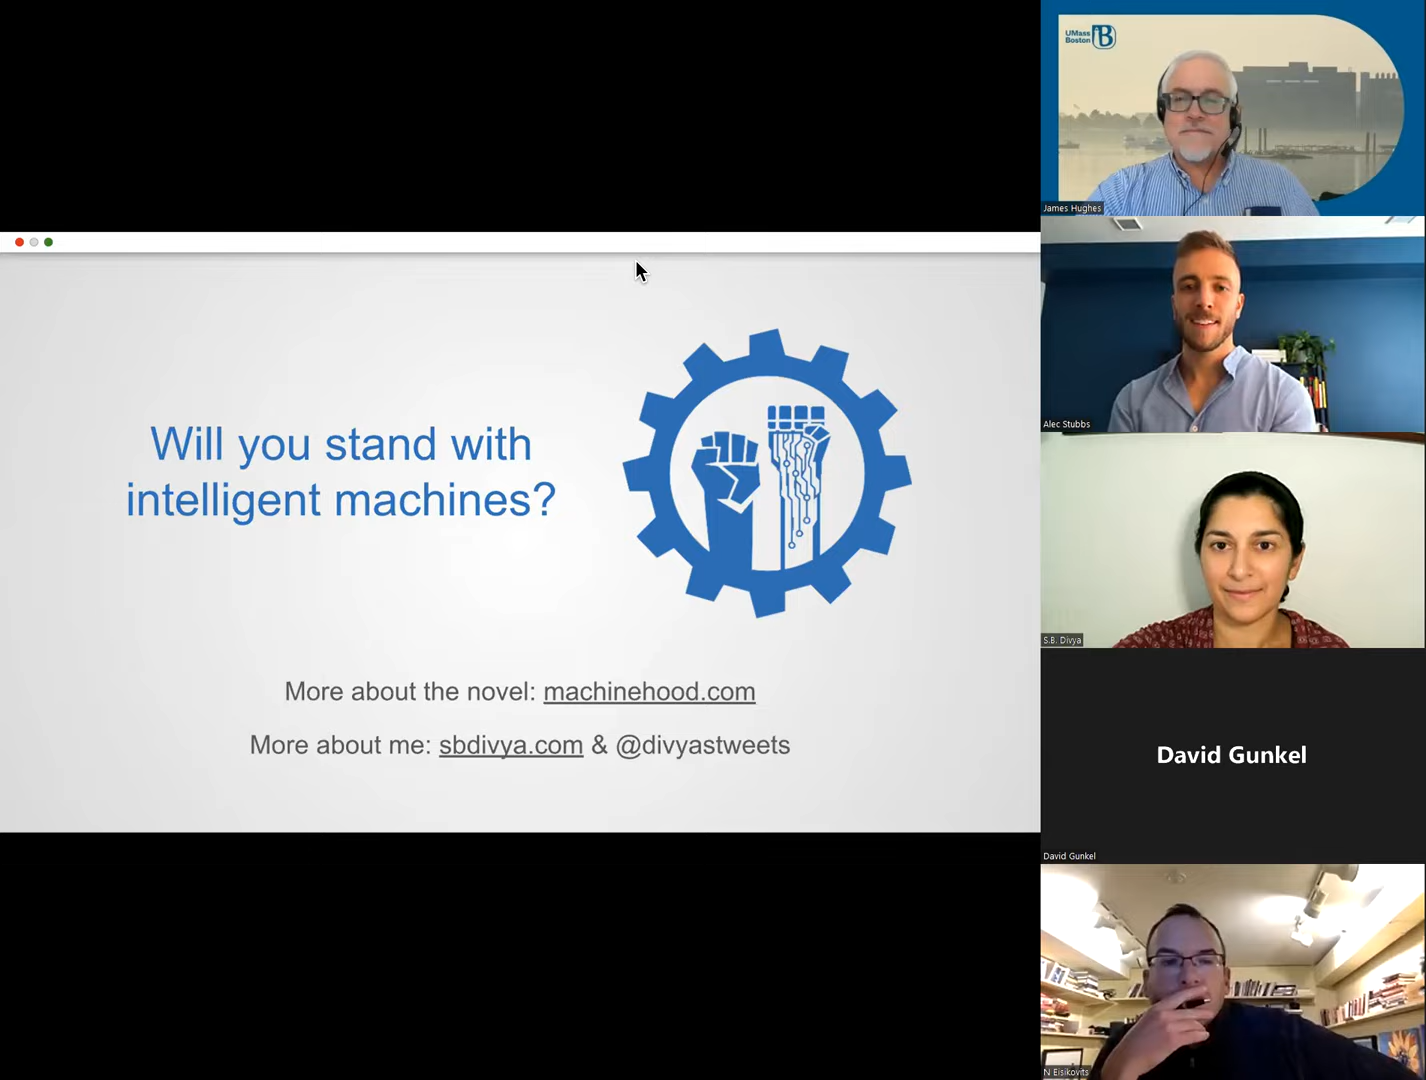 Will you stand with
intelligent machines?
More about the novel: machinehood.com
More about me: sbdivya.com & @divyastweets
UMass
Boston
B
James Hughes
Alec Stubbs
S.B. Divya
David Gunkel
David Gunkel
N Eisikovits